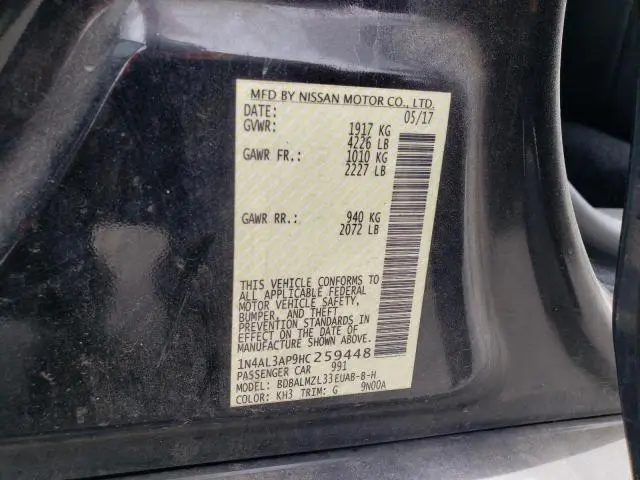 MFD BY NISSAN MOTOR CO., LTD.
DATE: 05/17
GVWR: 1917 KG
4226 LB
GAWR FR.: 1010 KG
2227 LB
GAWR RR.: 940 KG
2072 LB
THIS VEHICLE CONFORMS TO
ALL APPLICABLE FEDERAL
MOTOR VEHICLE SAFETY,
BUMPER, AND THEFT
PREVENTION STANDARDS IN
EFFECT ON THE DATE OF
MANUFACTURE SHOWN ABOVE.
1N4AL3AP9HC259448
PASSENGER CAR 991
MODEL: BDBALMZL33EUAB-B-H
COLOR: KH3 TRIM: G 9N00A